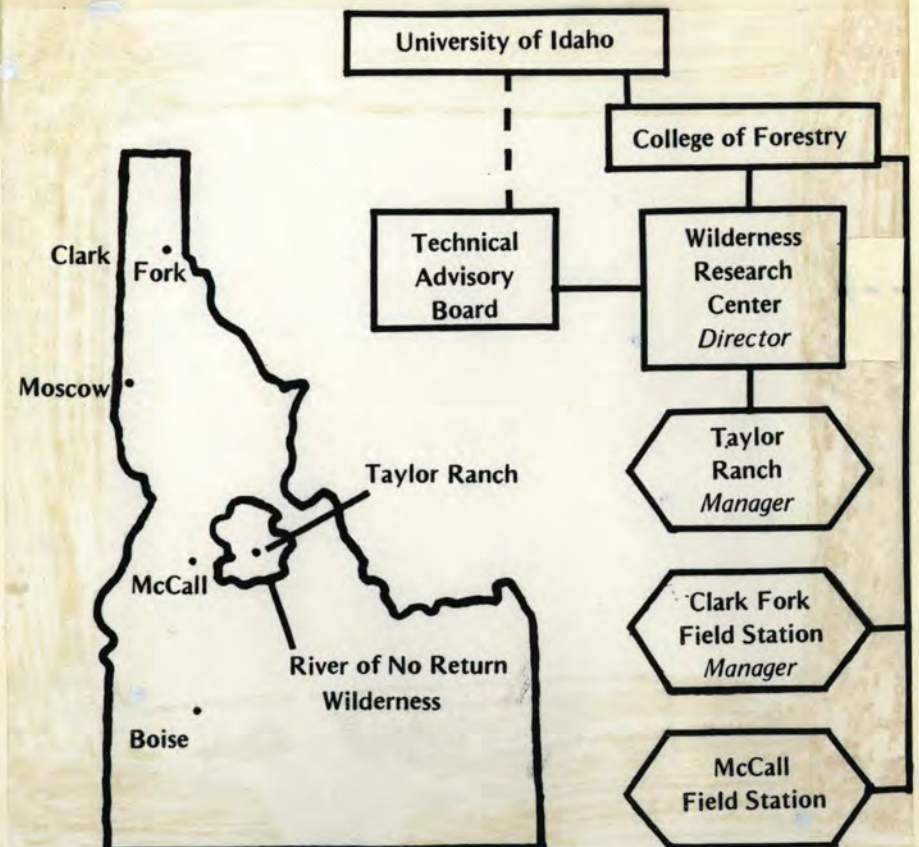 University of Idaho
College of Forestry
Technical
Advisory
Board
Wilderness
Research
Center
Director
Taylor
Ranch
Manager
Clark Fork
Field Station
Manager
McCall
Field Station
Clark
Fork
Moscow
Taylor Ranch
McCall
River of No Return
Wilderness
Boise